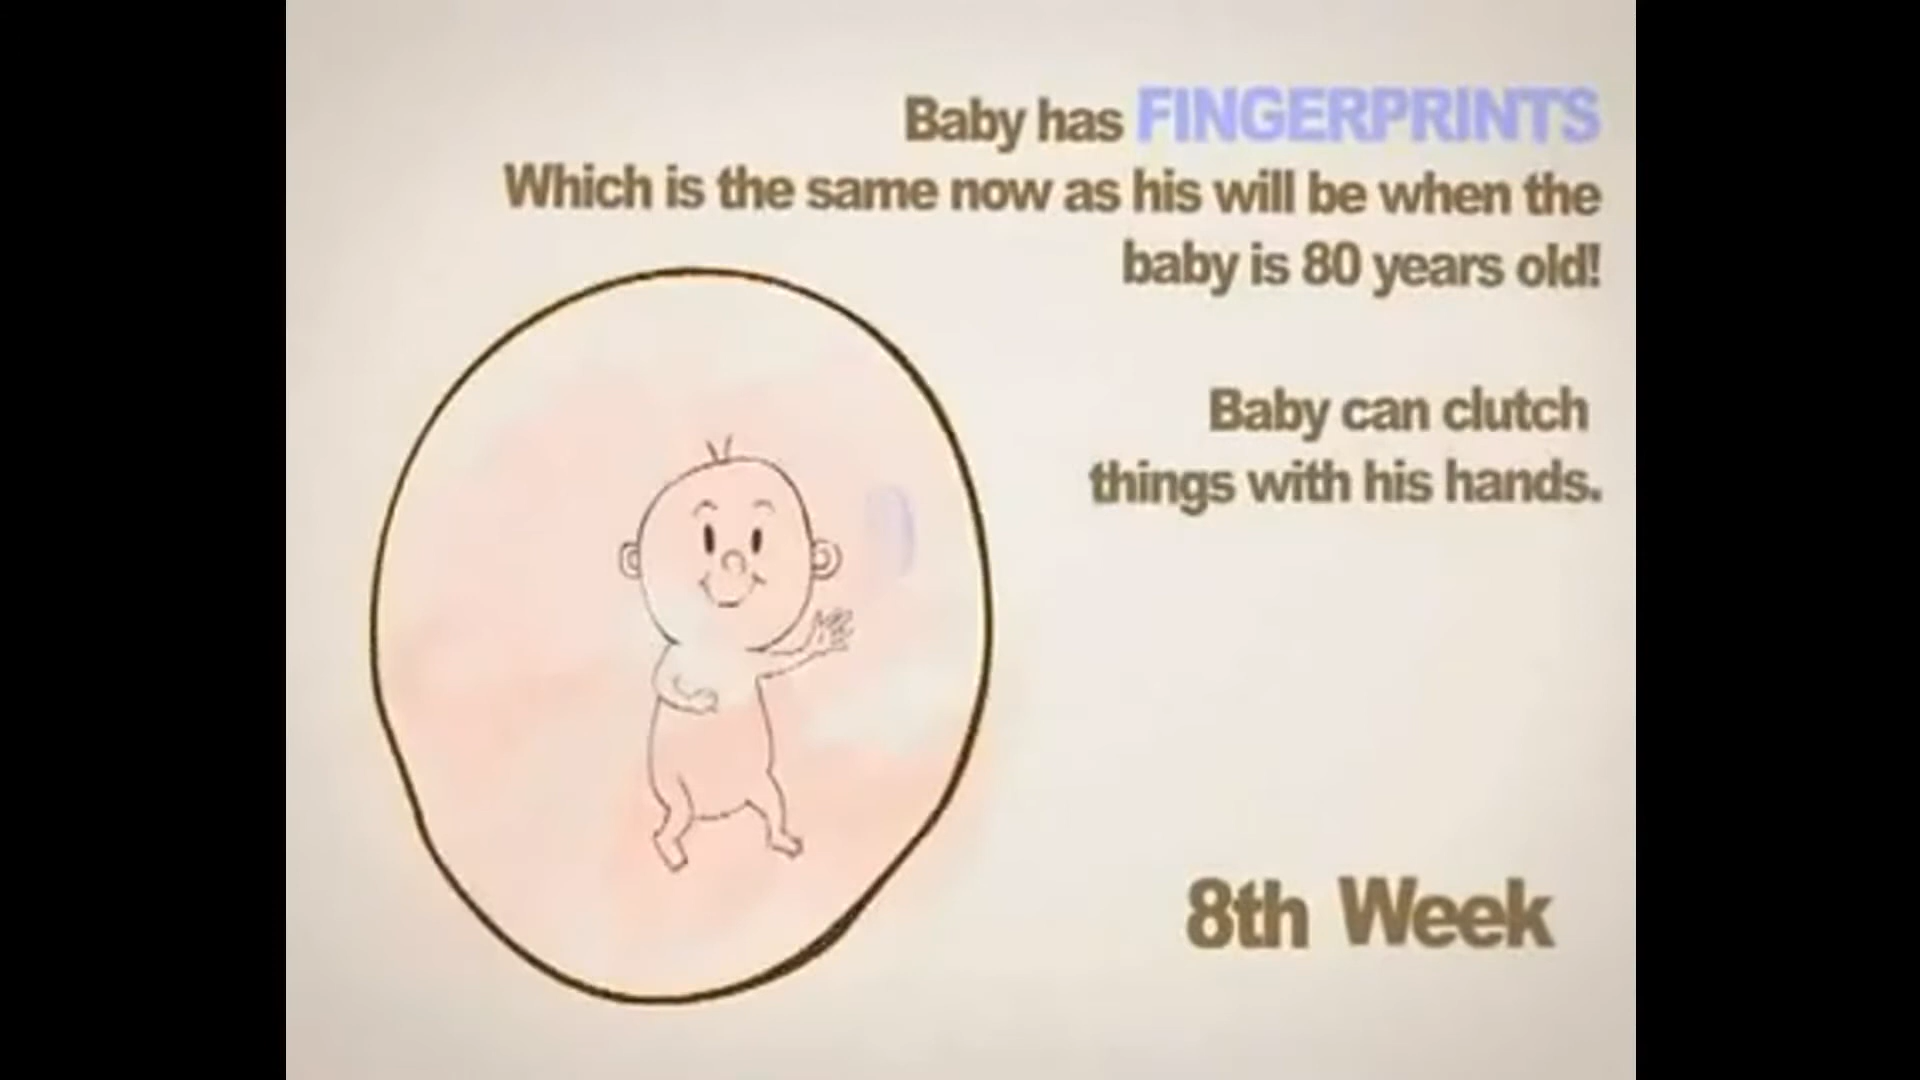 Baby has FINGERPRINTS
Which is the same now as his will be when the
baby is 80 years old!
Baby can clutch
things with his hands.
8th Week